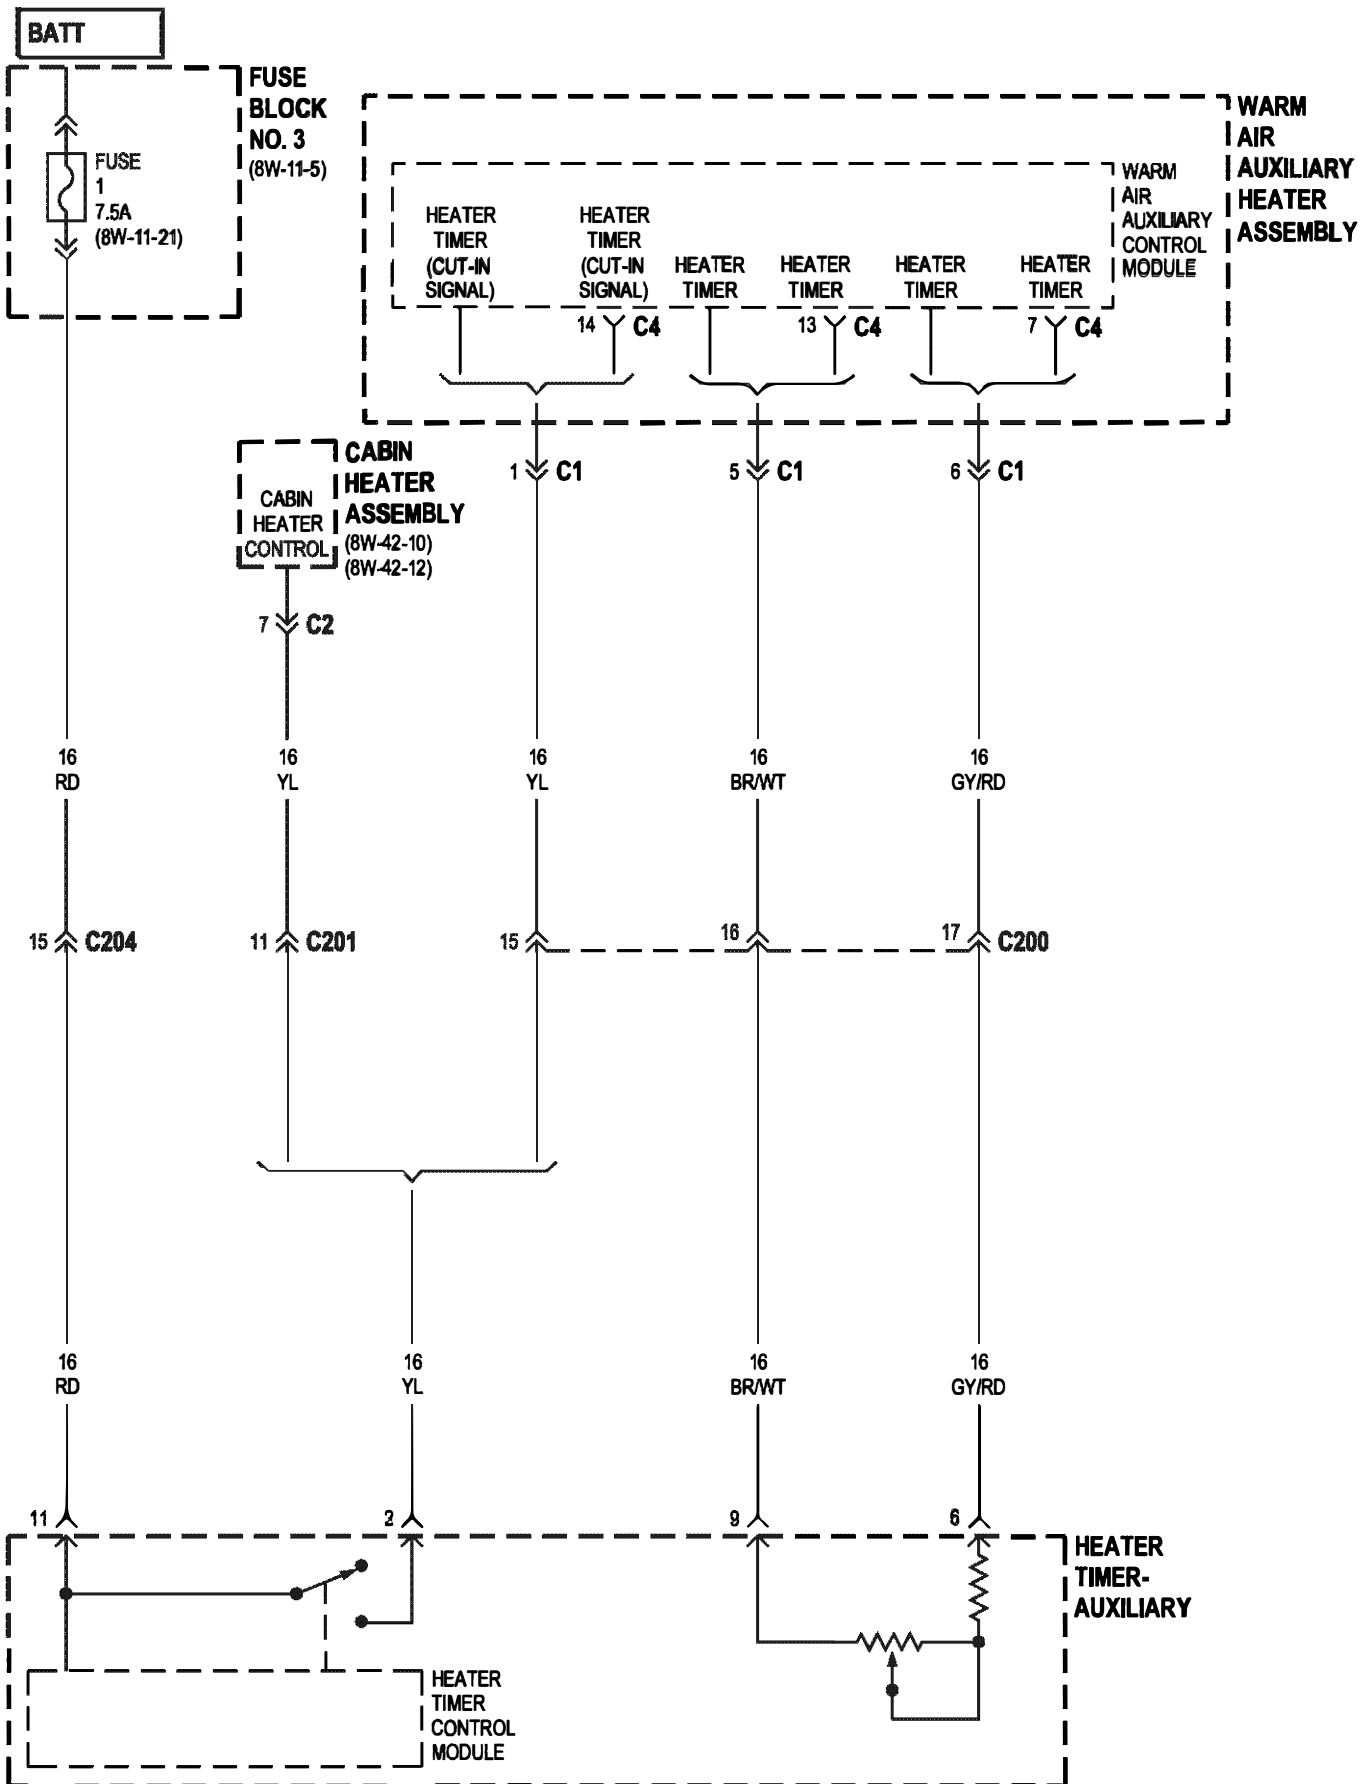 BATT
FUSE
BLOCK
NO. 3
(8W-11-5)
FUSE
1
7.5A
(8W-11-21)
WARM
AIR
AUXILIARY
HEATER
ASSEMBLY
WARM
AIR
AUXILIARY
CONTROL
MODULE
HEATER
TIMER
(CUT-IN
SIGNAL)
HEATER
TIMER
(CUT-IN
SIGNAL)
HEATER
TIMER
HEATER
TIMER
HEATER
TIMER
HEATER
TIMER
14 C4
13 C4
7 C4
1 C1
5 C1
6 C1
CABIN
HEATER
ASSEMBLY
(8W-42-10)
(8W-42-12)
CABIN
HEATER
CONTROL
7 C2
16
RD
16
YL
16
YL
16
BR/WT
16
GY/RD
15 C204
11 C201
15
16
17 C200
16
RD
16
YL
16
BR/WT
16
GY/RD
11
2
9
6
HEATER
TIMER-
AUXILIARY
HEATER
TIMER
CONTROL
MODULE